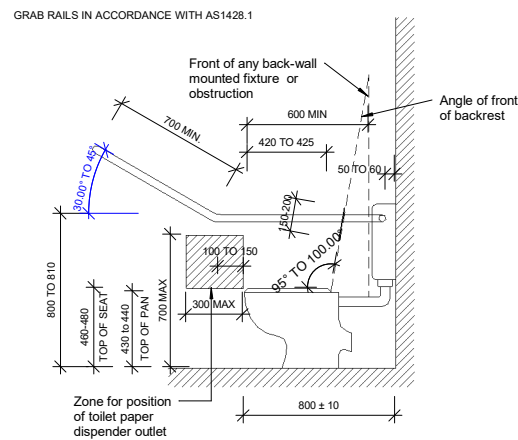 GRAB RAILS IN ACCORDANCE WITH AS1428.1
Front of any back-wall
mounted fixture or
obstruction
Angle of front
of backrest
700 MIN.
600 MIN
420 TO 425
50 TO 60
30.00° TO 45°
150-200
100 TO 150
95° TO 100.00°
800 TO 810
460-480
TOP OF SEAT
430 to 440
TOP OF PAN
700 MAX
300 MAX
Zone for position
of toilet paper
dispender outlet
800 ± 10